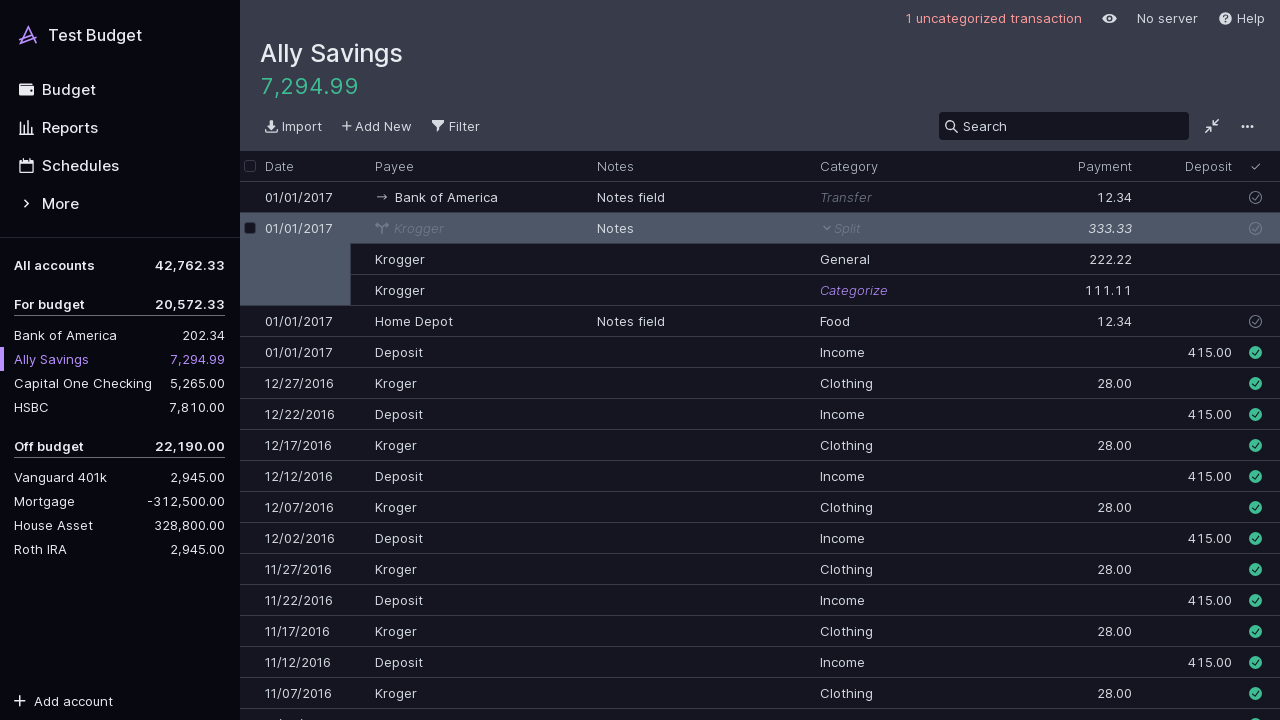 Test Budget
Budget
Reports
Schedules
More
All accounts 42,762.33
For budget 20,572.33
Bank of America 202.34
Ally Savings 7,294.99
Capital One Checking 5,265.00
HSBC 7,810.00
Off budget 22,190.00
Vanguard 401k 2,945.00
Mortgage -312,500.00
House Asset 328,800.00
Roth IRA 2,945.00
Add account
1 uncategorized transaction No server Help
Ally Savings
7,294.99
Import Add New Filter Search
Date Payee Notes Category Payment Deposit
01/01/2017 Bank of America Notes field Transfer 12.34
01/01/2017 Krogger Notes Split 333.33
Krogger General 222.22
Krogger Categorize 111.11
01/01/2017 Home Depot Notes field Food 12.34
01/01/2017 Deposit Income 415.00
12/27/2016 Kroger Clothing 28.00
12/22/2016 Deposit Income 415.00
12/17/2016 Kroger Clothing 28.00
12/12/2016 Deposit Income 415.00
12/07/2016 Kroger Clothing 28.00
12/02/2016 Deposit Income 415.00
11/27/2016 Kroger Clothing 28.00
11/22/2016 Deposit Income 415.00
11/17/2016 Kroger Clothing 28.00
11/12/2016 Deposit Income 415.00
11/07/2016 Kroger Clothing 28.00